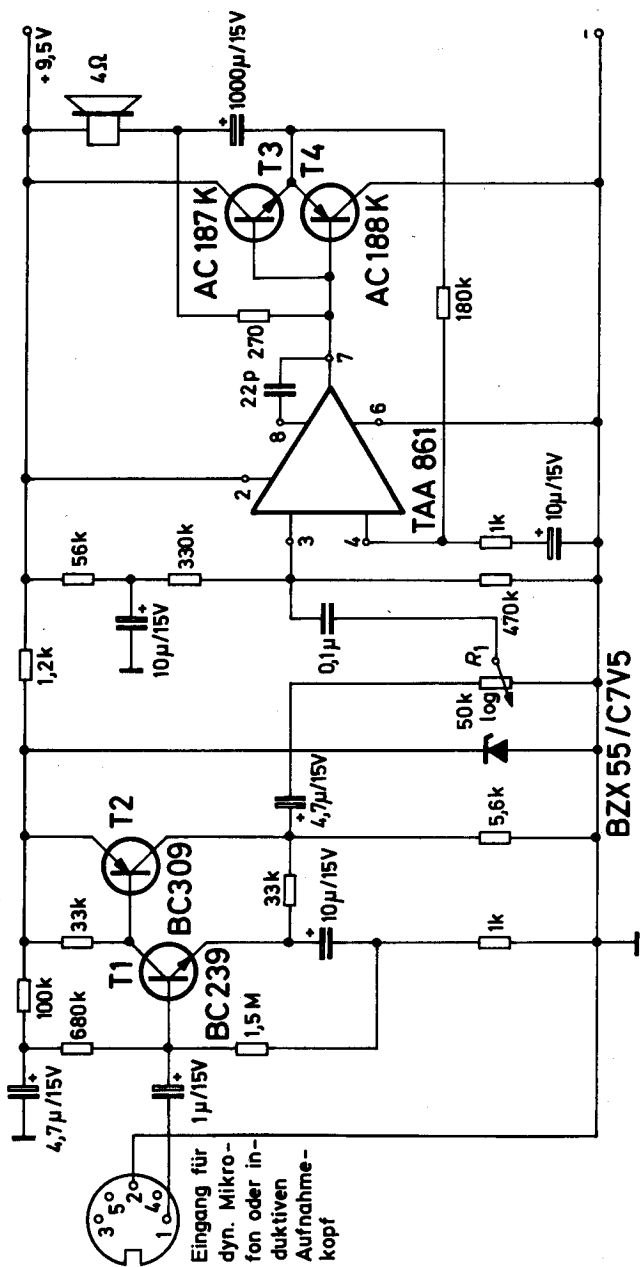 +9,5V
4Ω
1000µ/15V
+
AC187K
T3
T4
AC188K
270
180k
22p
7
8
6
2
TAA 861
3
4
56k
330k
10µ/15V
+
1k
10µ/15V
+
470k
0,1µ
R1
50k
log
BZX55/C7V5
1,2k
4,7µ/15V
+
5,6k
T2
BC309
33k
33k
10µ/15V
+
1k
T1
BC239
100k
680k
1,5M
4,7µ/15V
+
1µ/15V
+
3
5
2
4
1
Eingang für
dyn. Mikro-
fon oder in-
duktiven
Aufnahme-
kopf
-